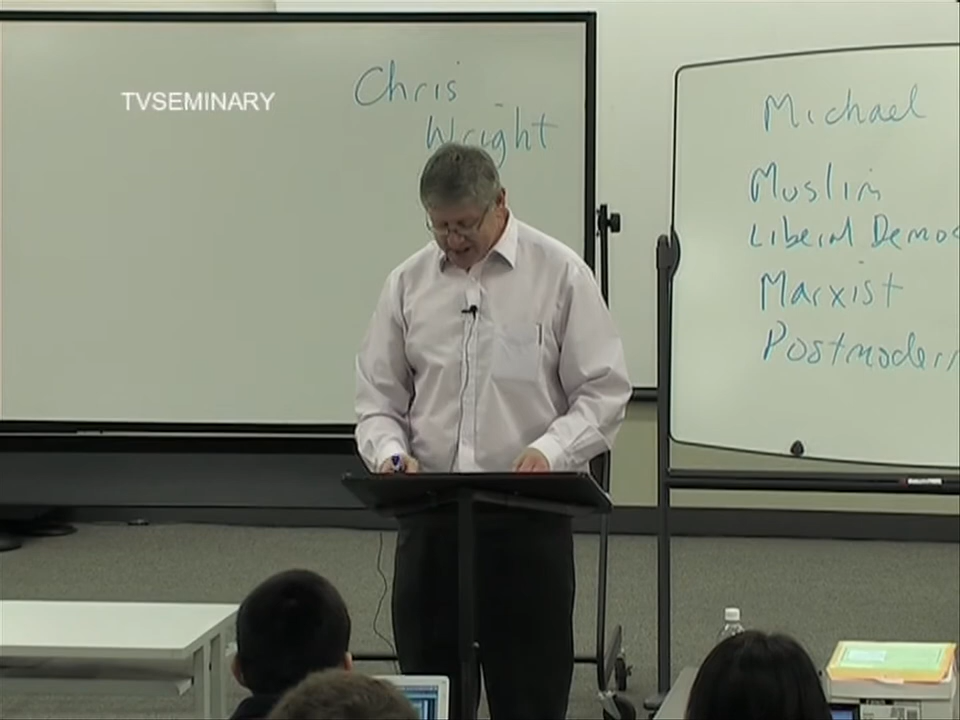 TVSEMINARY
Chris
Wright
Michael
Muslim
Liberal Democ
Marxist
Postmodern